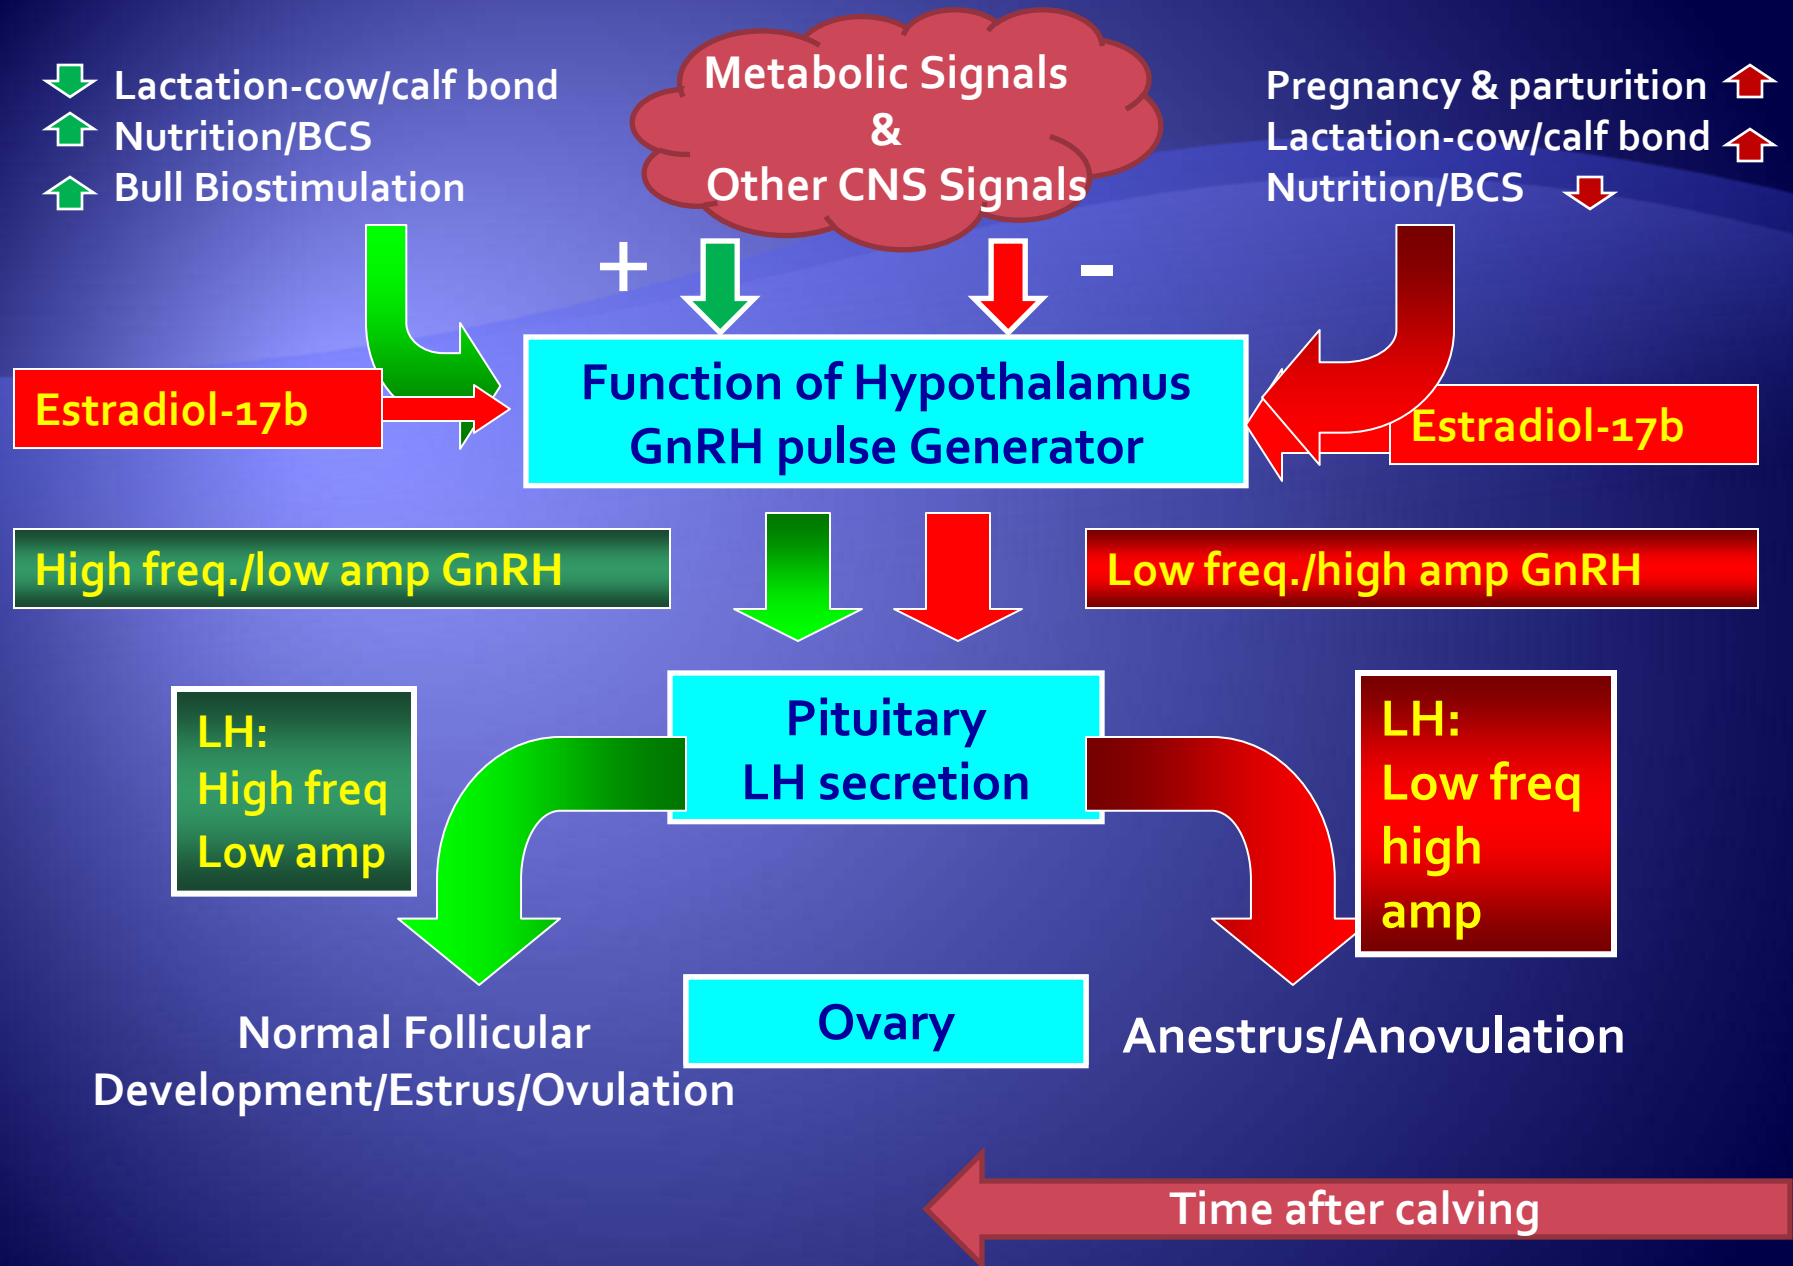 Lactation-cow/calf bond
Nutrition/BCS
Bull Biostimulation
Metabolic Signals
&
Other CNS Signals
Pregnancy & parturition
Lactation-cow/calf bond
Nutrition/BCS
+
-
Estradiol-17b
Function of Hypothalamus
GnRH pulse Generator
Estradiol-17b
High freq./low amp GnRH
Low freq./high amp GnRH
LH:
High freq
Low amp
Pituitary
LH secretion
LH:
Low freq
high
amp
Normal Follicular
Development/Estrus/Ovulation
Ovary
Anestrus/Anovulation
Time after calving